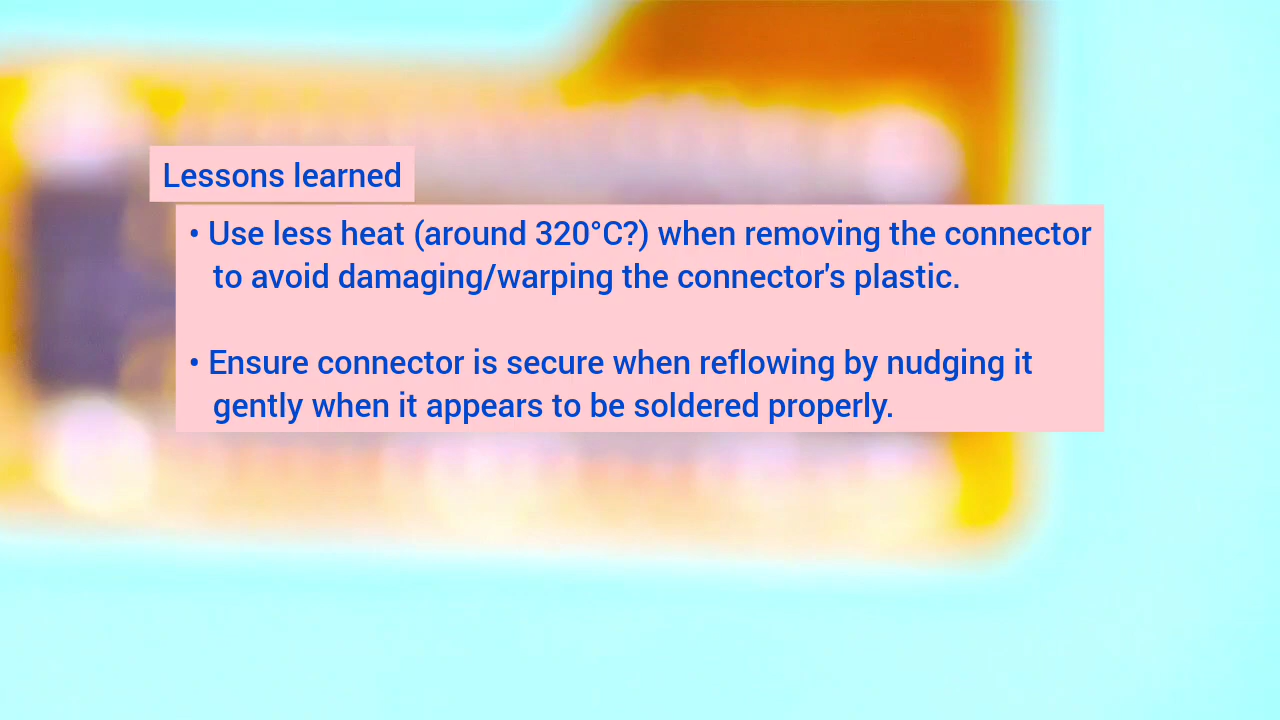 Lessons learned
• Use less heat (around 320°C?) when removing the connector
to avoid damaging/warping the connector's plastic.
• Ensure connector is secure when reflowing by nudging it
gently when it appears to be soldered properly.